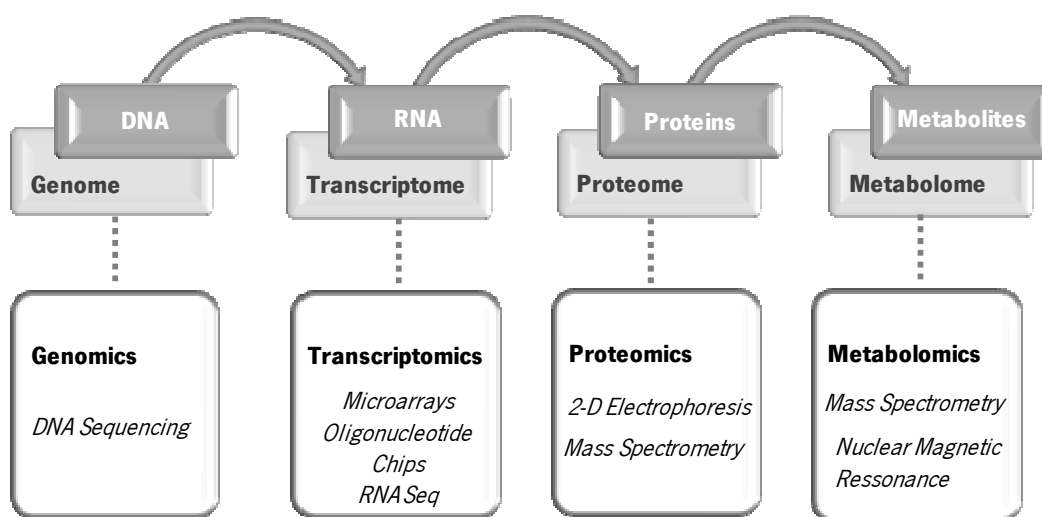 DNA
RNA
Proteins
Metabolites
Genome
Transcriptome
Proteome
Metabolome
Genomics
DNA Sequencing
Transcriptomics
Microarrays
Oligonucleotide
Chips
RNA Seq
Proteomics
2-D Electrophoresis
Mass Spectrometry
Metabolomics
Mass Spectrometry
Nuclear Magnetic
Ressonance